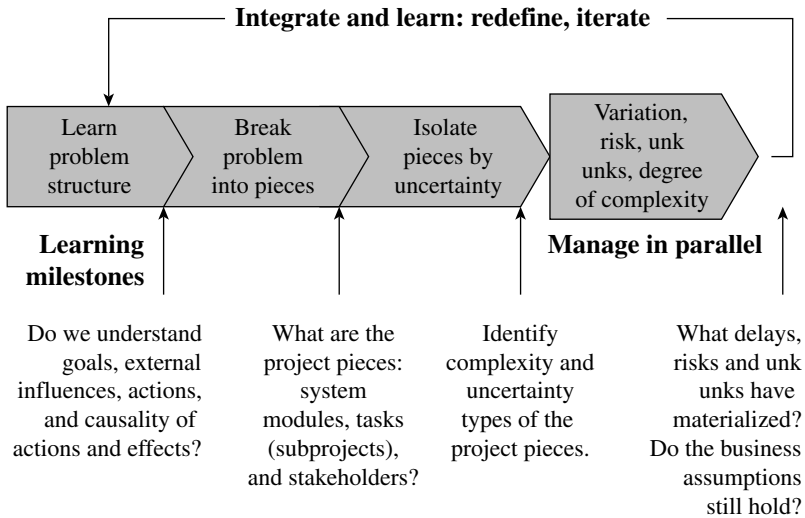 Integrate and learn: redefine, iterate
Learn
problem
structure
Break
problem
into pieces
Isolate
pieces by
uncertainty
Variation,
risk, unk
unks, degree
of complexity
Learning
milestones
Manage in parallel
Do we understand
goals, external
influences, actions,
and causality of
actions and effects?
What are the
project pieces:
system
modules, tasks
(subprojects),
and stakeholders?
Identify
complexity and
uncertainty
types of the
project pieces.
What delays,
risks and unk
unks have
materialized?
Do the business
assumptions
still hold?